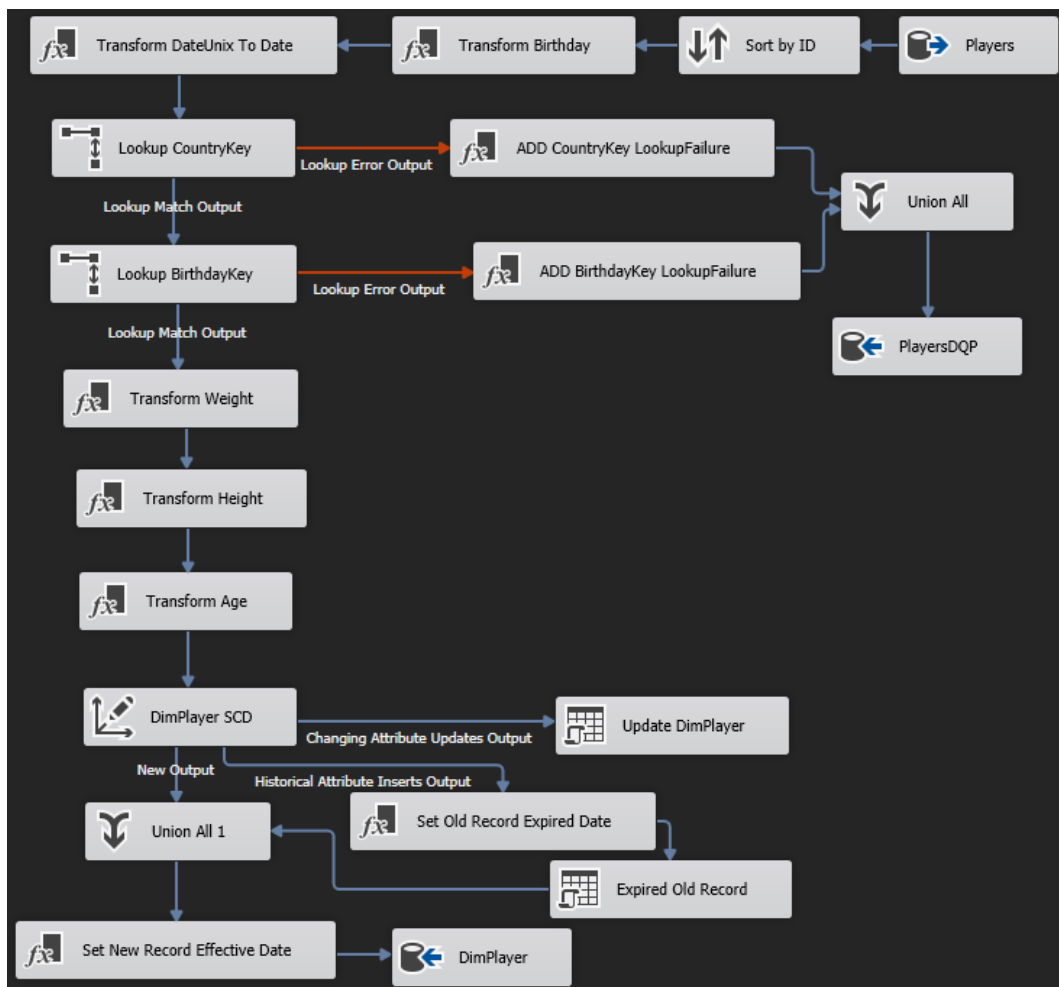 Transform DateUnix To Date
Transform Birthday
Sort by ID
Players
Lookup CountryKey
Lookup Error Output
ADD CountryKey LookupFailure
Union All
Lookup Match Output
Lookup BirthdayKey
Lookup Error Output
ADD BirthdayKey LookupFailure
Lookup Match Output
PlayersDQP
Transform Weight
Transform Height
Transform Age
DimPlayer SCD
Changing Attribute Updates Output
Update DimPlayer
New Output
Historical Attribute Inserts Output
Union All 1
Set Old Record Expired Date
Expired Old Record
Set New Record Effective Date
DimPlayer